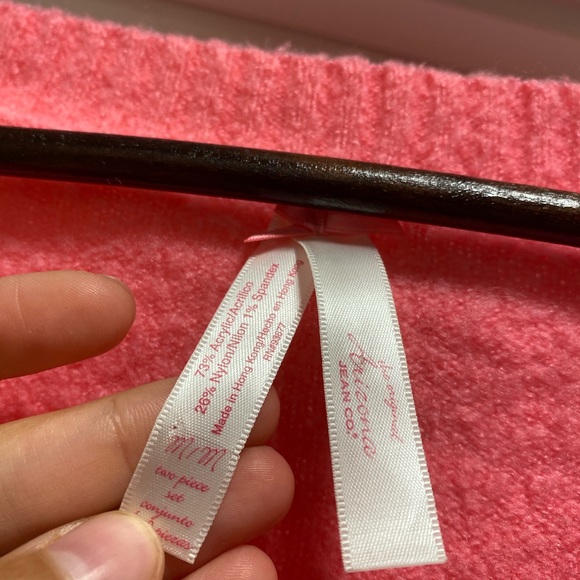 73% Acrylic/Acrilico
26% Nylon/Nilon 1% Spandex
Made in Hong Kong/Hecho en Hong Kong
M/M
two piece
set
conjunto
piezas
the original
Arizona
JEAN CO.